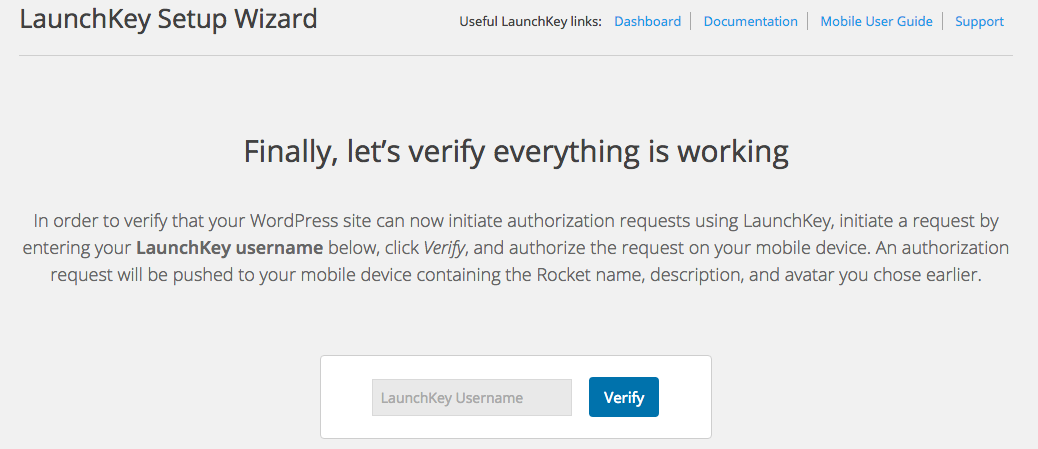 LaunchKey Setup Wizard
Useful LaunchKey links: Dashboard Documentation Mobile User Guide Support
Finally, let’s verify everything is working
In order to verify that your WordPress site can now initiate authorization requests using LaunchKey, initiate a request by
entering your LaunchKey username below, click Verify, and authorize the request on your mobile device. An authorization
request will be pushed to your mobile device containing the Rocket name, description, and avatar you chose earlier.
LaunchKey Username
Verify